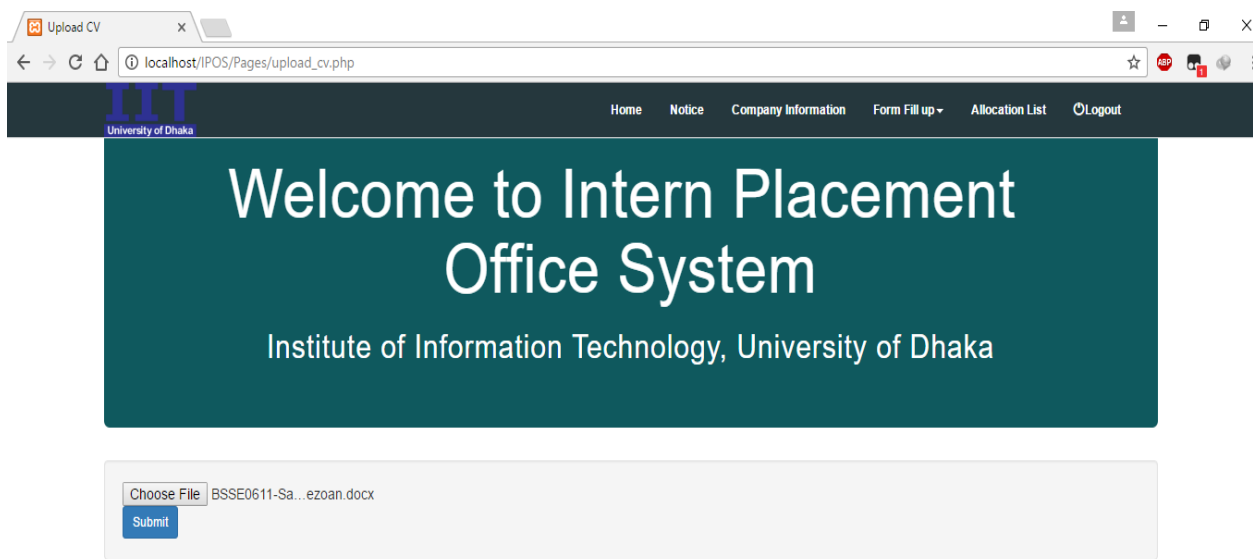 Upload CV
localhost/IPOS/Pages/upload_cv.php
ABP
1
IIT
University of Dhaka
Home Notice Company Information Form Fill up Allocation List Logout
Welcome to Intern Placement
Office System
Institute of Information Technology, University of Dhaka
Choose File BSSE0611-Sa...ezoan.docx
Submit